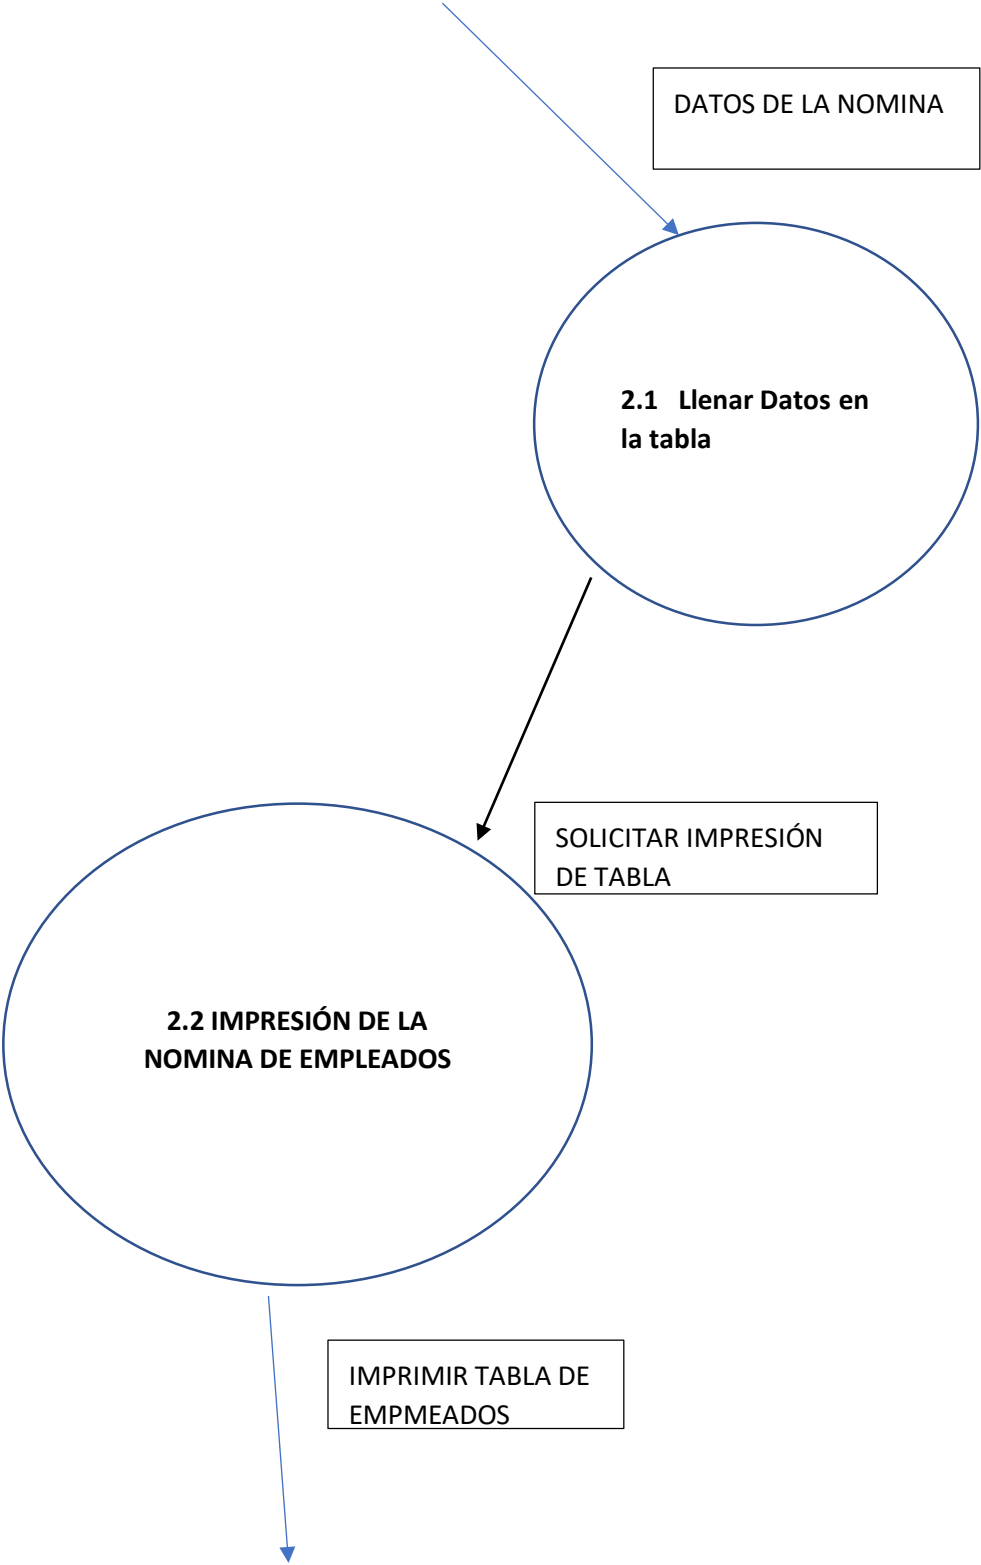 DATOS DE LA NOMINA
2.1 Llenar Datos en
la tabla
SOLICITAR IMPRESIÓN
DE TABLA
2.2 IMPRESIÓN DE LA
NOMINA DE EMPLEADOS
IMPRIMIR TABLA DE
EMPMEADOS